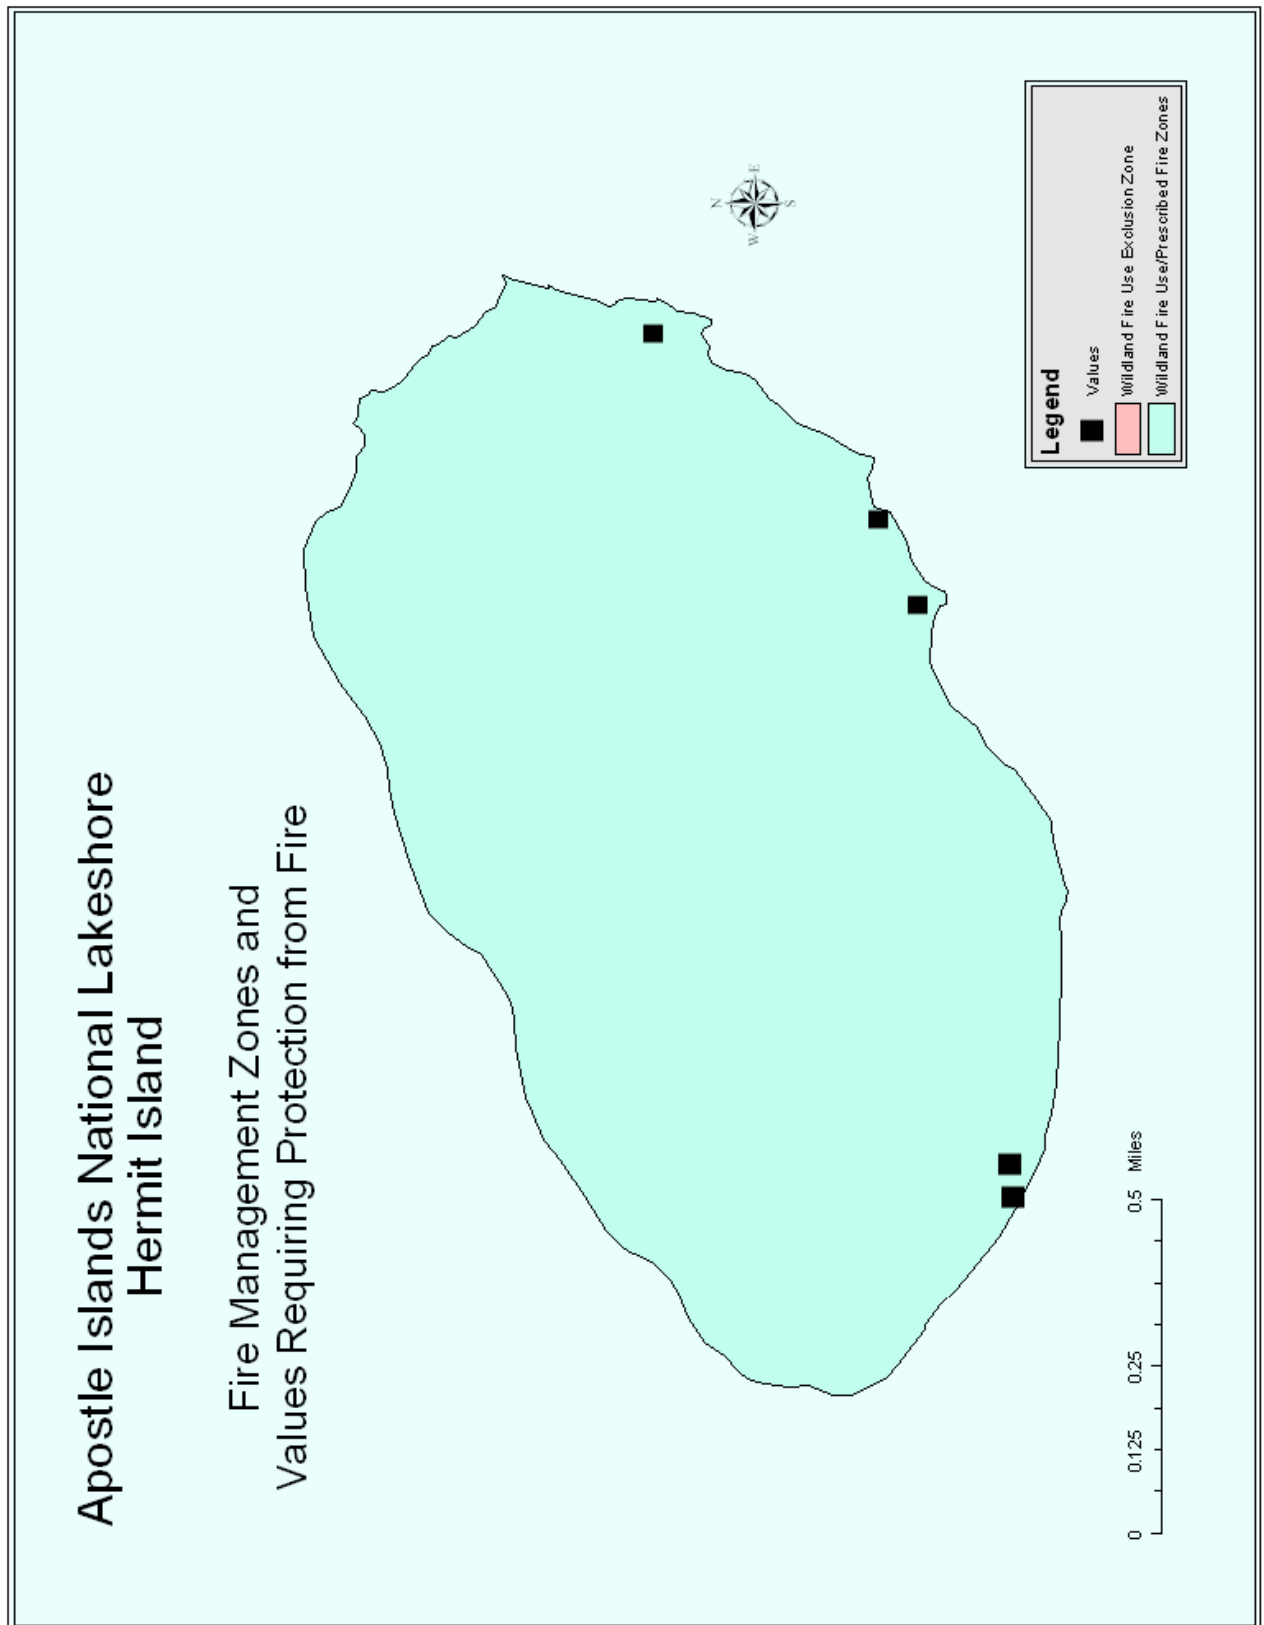 Apostle Islands National Lakeshore
Hermit Island
Fire Management Zones and
Values Requiring Protection from Fire
N
W
E
S
0
0.125
0.25
0.5
Miles
Legend
Values
Wildland Fire Use Exclusion Zone
Wildland Fire Use/Prescribed Fire Zones